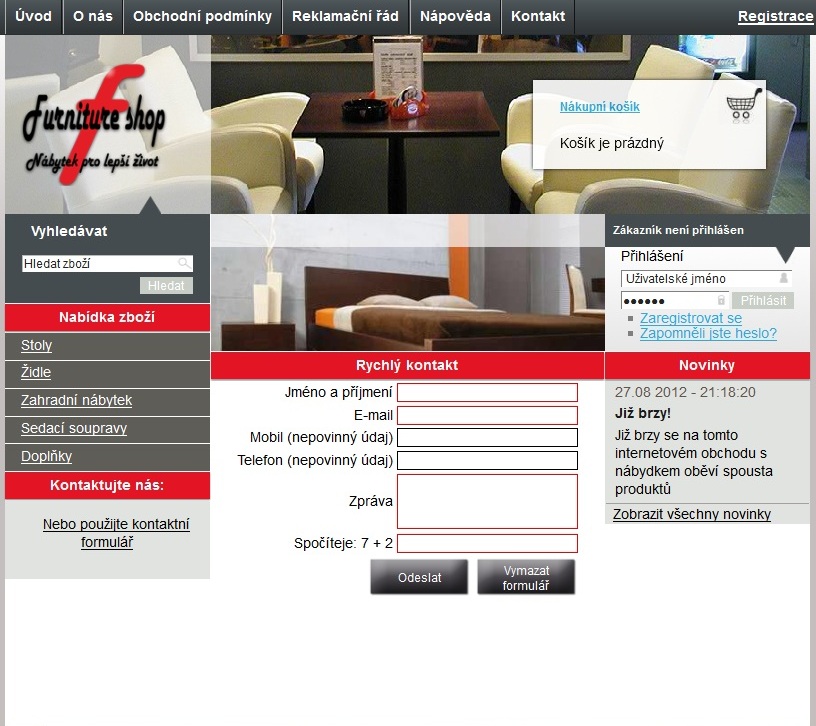 Úvod
O nás
Obchodní podmínky
Reklamační řád
Nápověda
Kontakt
Registrace
Furniture shop
Nábytek pro lepší život
Nákupní košík
Košík je prázdný
Vyhledávat
Hledat zboží
Hledat
Nabídka zboží
Stoly
Židle
Zahradní nábytek
Sedací soupravy
Doplňky
Kontaktujte nás:
Nebo použijte kontaktní
formulář
Rychlý kontakt
Jméno a příjmení
E-mail
Mobil (nepovinný údaj)
Telefon (nepovinný údaj)
Zpráva
Spočíteje: 7 + 2
Odeslat
Vymazat
formulář
Zákazník není přihlášen
Přihlášení
Uživatelské jméno
••••••
Přihlásit
Zaregistrovat se
Zapomněli jste heslo?
Novinky
27.08 2012 - 21:18:20
Již brzy!
Již brzy se na tomto
internetovém obchodu s
nábydkem oběví spousta
produktů
Zobrazit všechny novinky